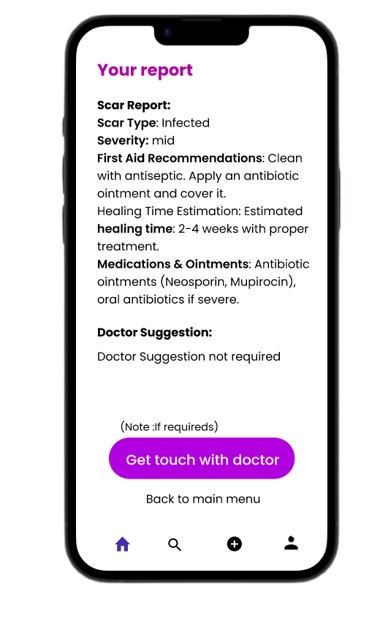 Your report
Scar Report:
Scar Type: Infected
Severity: mid
First Aid Recommendations: Clean
with antiseptic. Apply an antibiotic
ointment and cover it.
Healing Time Estimation: Estimated
healing time: 2-4 weeks with proper
treatment.
Medications & Ointments: Antibiotic
ointments (Neosporin, Mupirocin),
oral antibiotics if severe.
Doctor Suggestion:
Doctor Suggestion not required
(Note :If requireds)
Get touch with doctor
Back to main menu